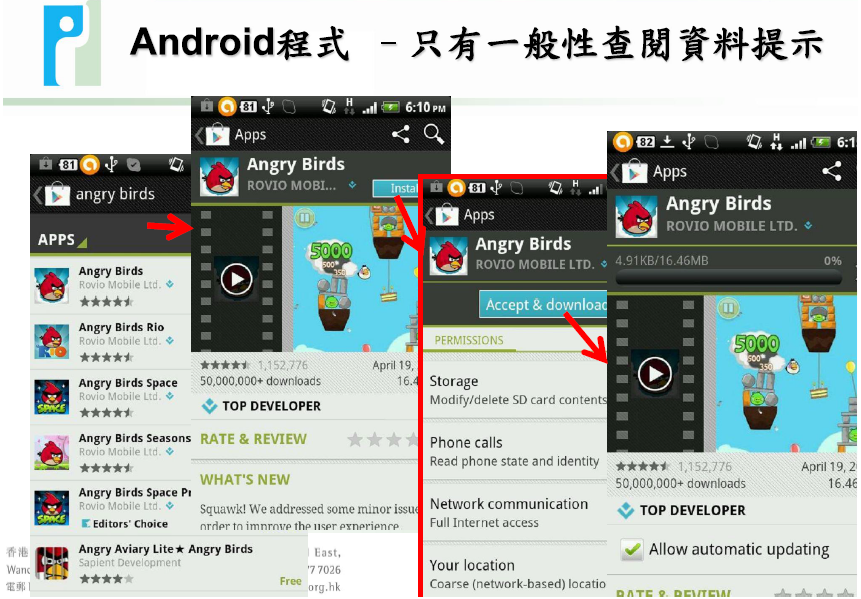 Android程式 –只有一般性查閱資料提示
81
angry birds
APPS
Angry Birds
Rovio Mobile Ltd.
Angry Birds Rio
Rovio Mobile Ltd.
Angry Birds Space
Rovio Mobile Ltd.
Angry Birds Seasons
Rovio Mobile Ltd.
Angry Birds Space Pr
Rovio Mobile Ltd.
Editors' Choice
Angry Aviary Lite★ Angry Birds
Sapient Development
Free
81 H 6:10 PM
Apps
Angry Birds
ROVIO MOBI...
Install
5000
500
350
1,152,776 April 19,
50,000,000+ downloads 16.4
TOP DEVELOPER
RATE & REVIEW
WHAT'S NEW
Squawk! We addressed some minor issue
order to improve the user experience
81 H
Apps
Angry Birds
ROVIO MOBILE LTD.
Accept & download
PERMISSIONS
Storage
Modify/delete SD card contents
Phone calls
Read phone state and identity
Network communication
Full Internet access
Your location
Coarse (network-based) locatio
82 H 6:1
Apps
Angry Birds
ROVIO MOBILE LTD.
4.91KB/16.46MB 0%
5000
500
350
1,152,776 April 19, 2
50,000,000+ downloads 16.46
TOP DEVELOPER
Allow automatic updating
RATE & REVIEW
香港
East,
Wanc
77 7026
電郵
org.hk